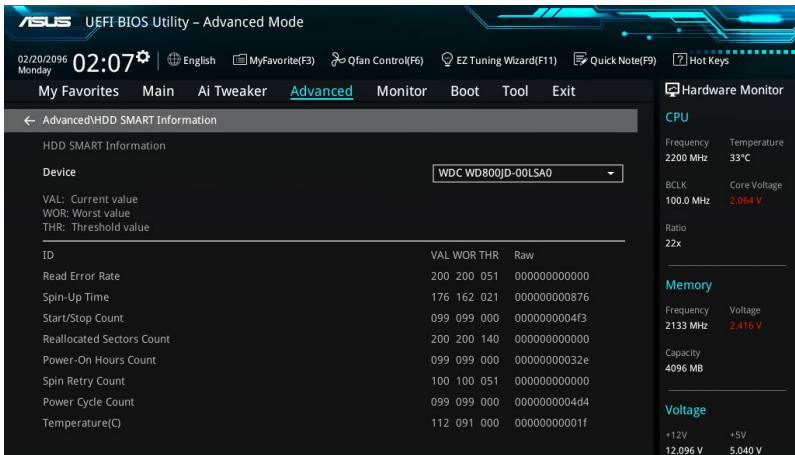 ASUS UEFI BIOS Utility – Advanced Mode
02/20/2096 Monday 02:07 English MyFavorite(F3) Qfan Control(F6) EZ Tuning Wizard(F11) Quick Note(F9) ? Hot Keys
My Favorites Main Ai Tweaker Advanced Monitor Boot Tool Exit
← Advanced\HDD SMART Information
HDD SMART Information
Device WDC WD800JD-00LSA0
VAL: Current value
WOR: Worst value
THR: Threshold value
ID VAL WOR THR Raw
Read Error Rate 200 200 051 000000000000
Spin-Up Time 176 162 021 000000000876
Start/Stop Count 099 099 000 0000000004f3
Reallocated Sectors Count 200 200 140 000000000000
Power-On Hours Count 099 099 000 00000000032e
Spin Retry Count 100 100 051 000000000000
Power Cycle Count 099 099 000 0000000004d4
Temperature(C) 112 091 000 00000000001f
Hardware Monitor
CPU
Frequency Temperature
2200 MHz 33°C
BCLK Core Voltage
100.0 MHz 2.064 V
Ratio
22x
Memory
Frequency Voltage
2133 MHz 2.416 V
Capacity
4096 MB
Voltage
+12V +5V
12.096 V 5.040 V